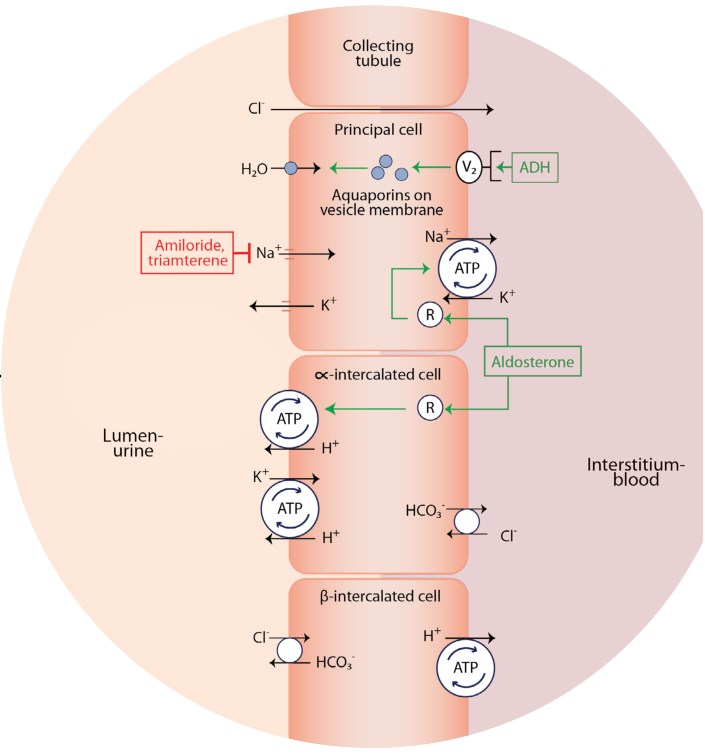 Collecting
tubule
Cl⁻
Principal cell
H₂O
V₂
ADH
Aquaporins on
vesicle membrane
Amiloride,
triamterene
Na⁺
Na⁺
ATP
K⁺
K⁺
R
Aldosterone
∝-intercalated cell
ATP
R
H⁺
Lumen-
urine
K⁺
ATP
H⁺
HCO₃⁻
Cl⁻
Interstitium-
blood
β-intercalated cell
Cl⁻
HCO₃⁻
H⁺
ATP